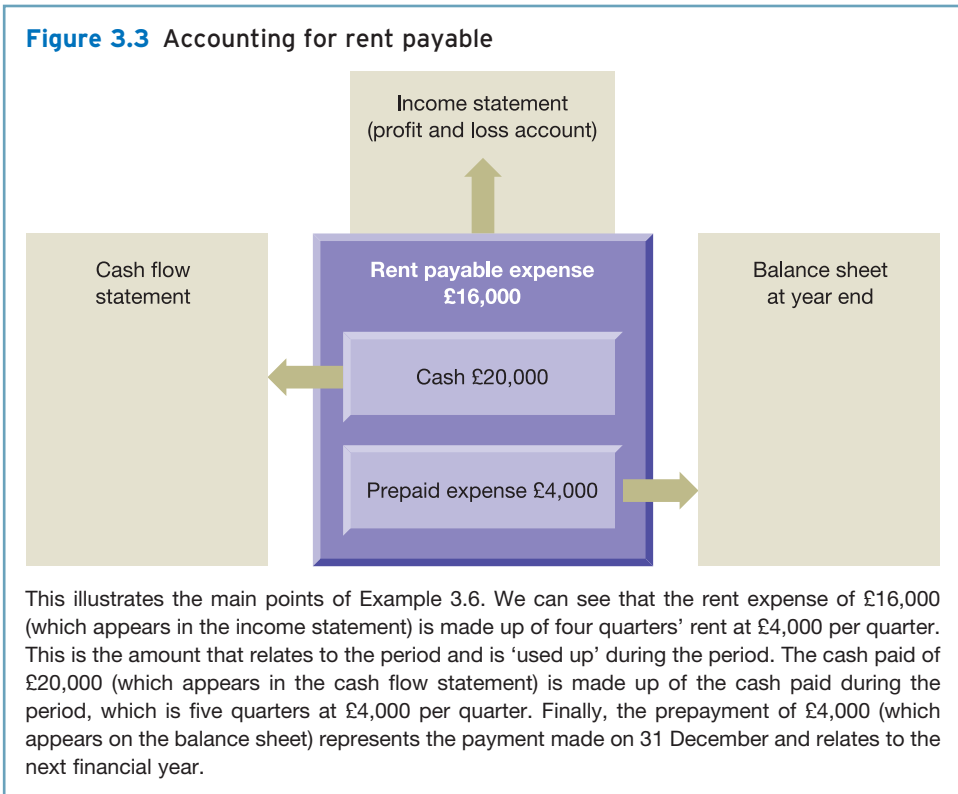 Figure 3.3 Accounting for rent payable
Income statement
(profit and loss account)
Cash flow
statement
Rent payable expense
£16,000
Balance sheet
at year end
Cash £20,000
Prepaid expense £4,000
This illustrates the main points of Example 3.6. We can see that the rent expense of £16,000
(which appears in the income statement) is made up of four quarters’ rent at £4,000 per quarter.
This is the amount that relates to the period and is ‘used up’ during the period. The cash paid of
£20,000 (which appears in the cash flow statement) is made up of the cash paid during the
period, which is five quarters at £4,000 per quarter. Finally, the prepayment of £4,000 (which
appears on the balance sheet) represents the payment made on 31 December and relates to the
next financial year.